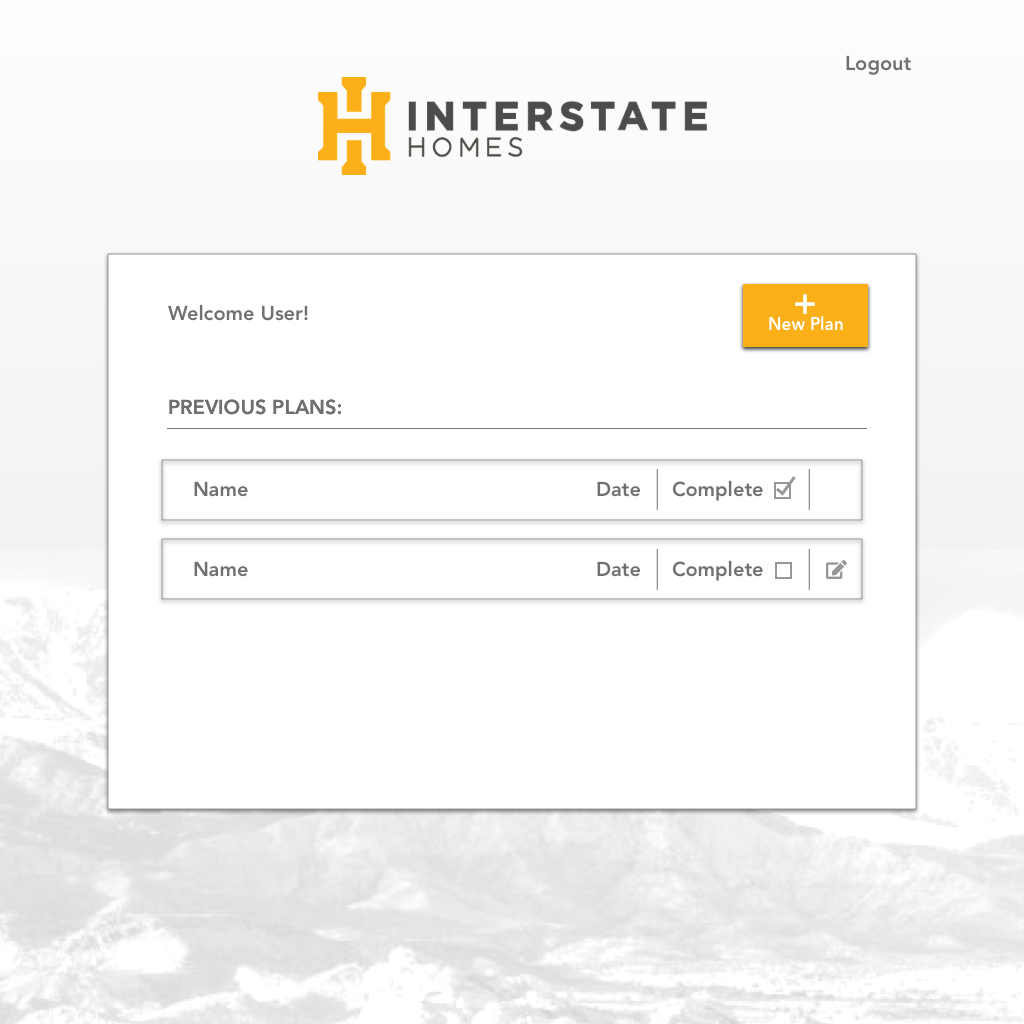 Logout
INTERSTATE
HOMES
Welcome User!
New Plan
PREVIOUS PLANS:
Name Date Complete
Name Date Complete